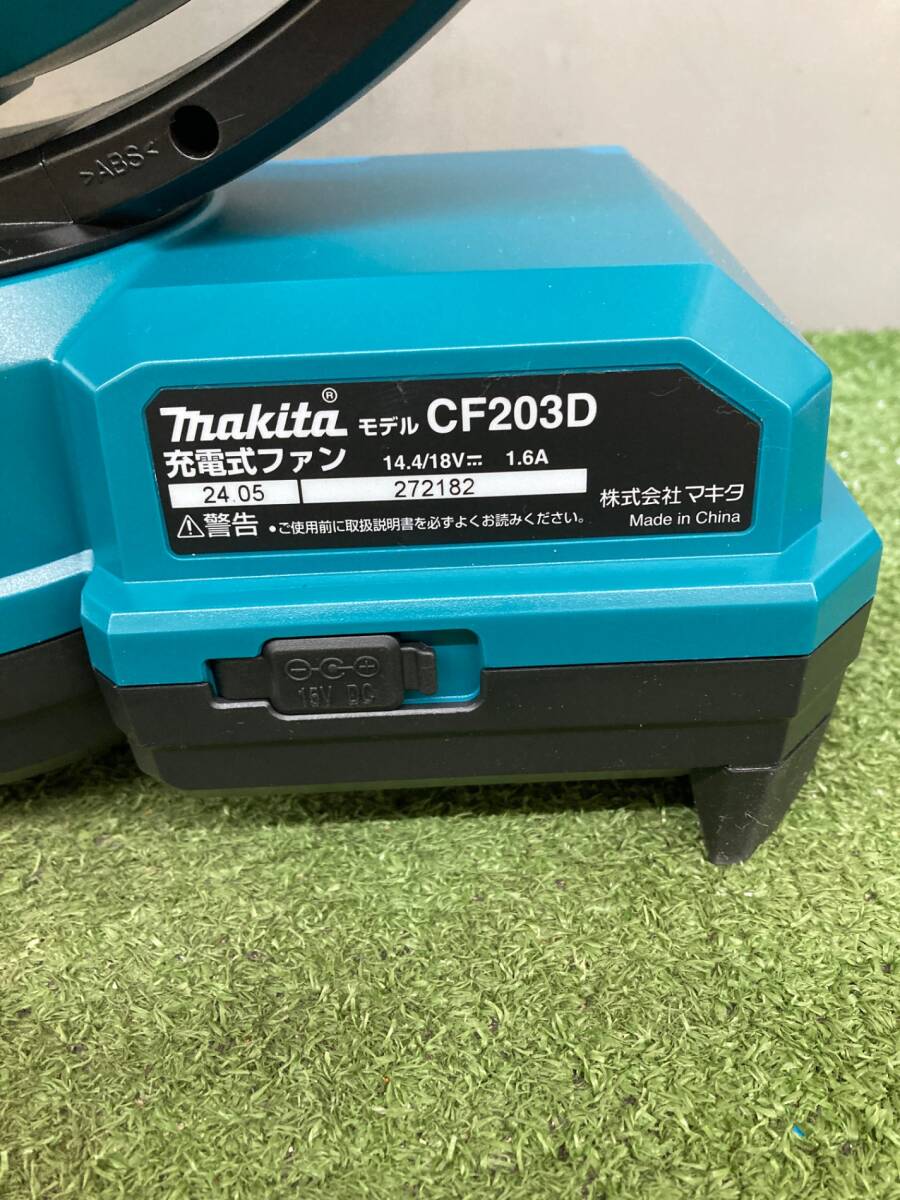 >ABS<
makita® モデル CF203D
充電式ファン 14.4/18V⎓ 1.6A
24.05 272182
⚠警告 •ご使用前に取扱説明書を必ずよくお読みください。
株式会社 マキタ
Made in China
15V DC